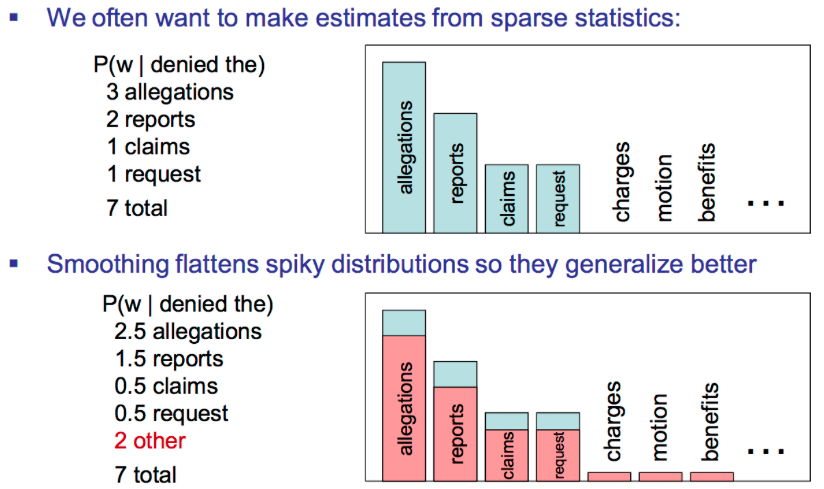 ▪ We often want to make estimates from sparse statistics:
P(w | denied the)
3 allegations
2 reports
1 claims
1 request
7 total
allegations
reports
claims
request
charges
motion
benefits
...
▪ Smoothing flattens spiky distributions so they generalize better
P(w | denied the)
2.5 allegations
1.5 reports
0.5 claims
0.5 request
2 other
7 total
allegations
reports
claims
request
charges
motion
benefits
...